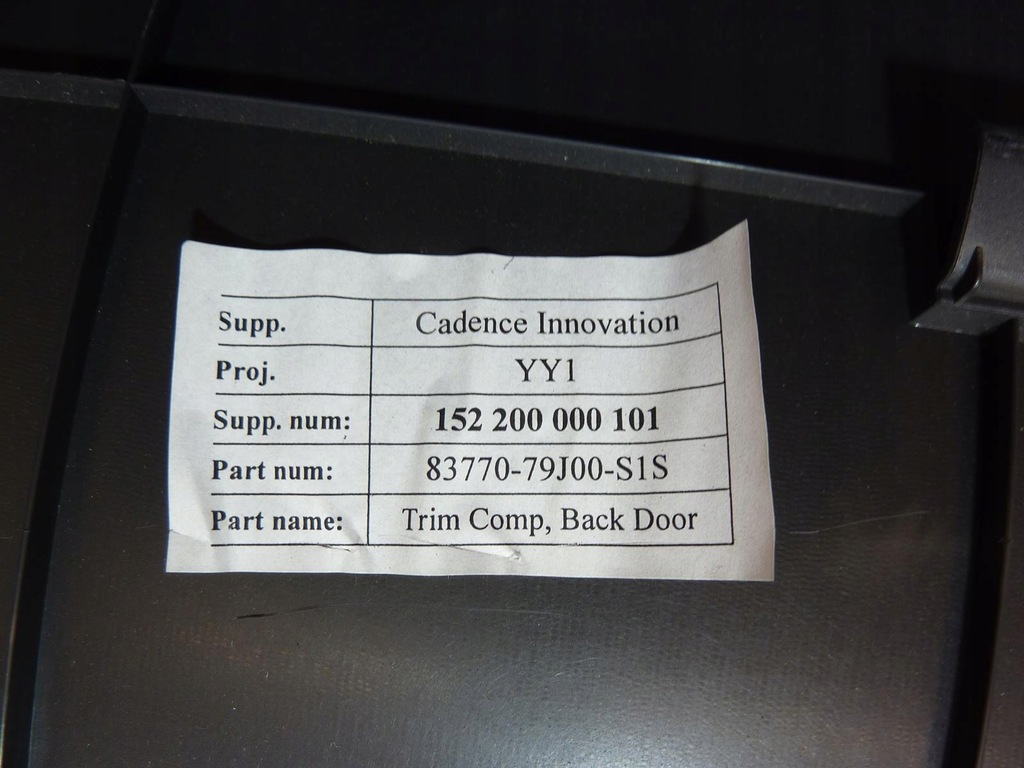 Supp. Cadence Innovation
Proj. YY1
Supp. num: 152 200 000 101
Part num: 83770-79J00-S1S
Part name: Trim Comp, Back Door